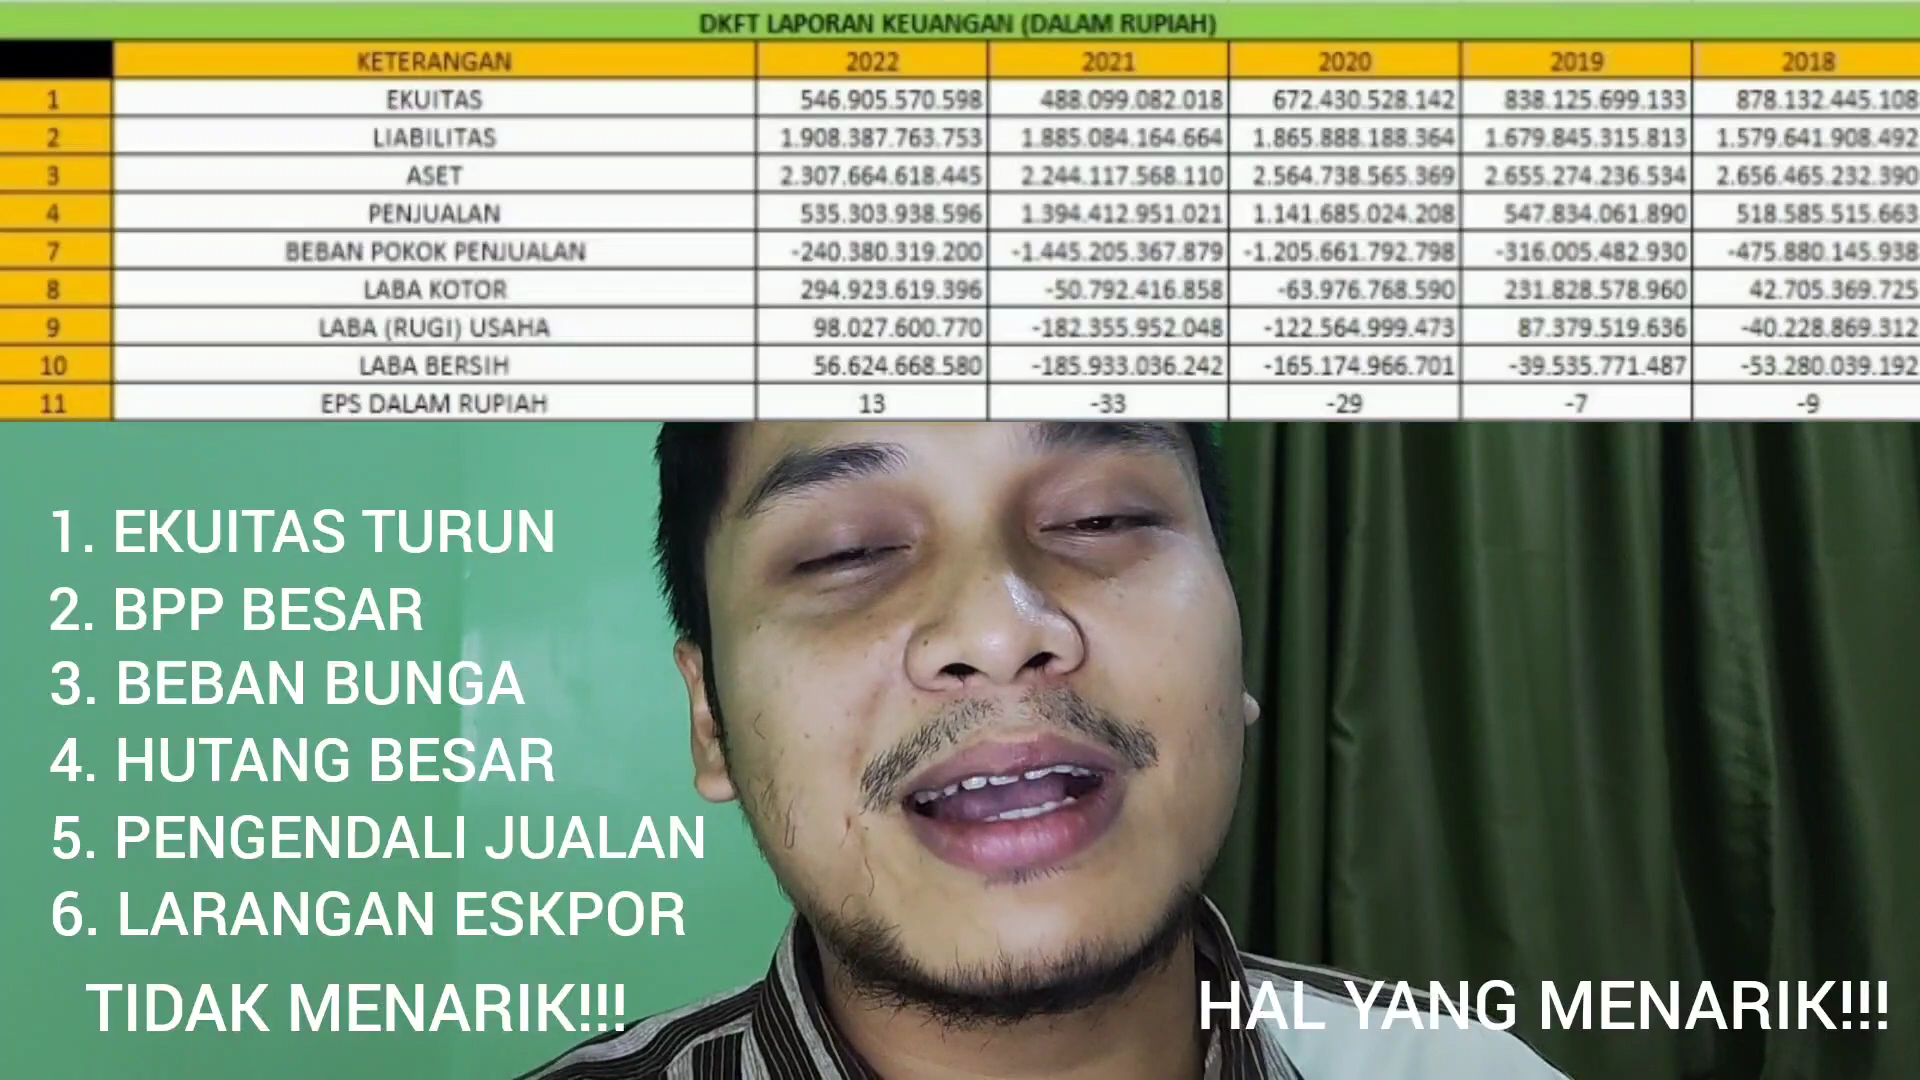 DKFT LAPORAN KEUANGAN (DALAM RUPIAH)
KETERANGAN 2022 2021 2020 2019 2018
1 EKUITAS 546.905.570.598 488.099.082.018 672.430.528.142 838.125.699.133 878.132.445.108
2 LIABILITAS 1.908.387.763.753 1.885.084.164.664 1.865.888.188.364 1.679.845.315.813 1.579.641.908.492
3 ASET 2.307.664.618.445 2.244.117.568.110 2.564.738.565.369 2.655.274.236.534 2.656.465.232.390
4 PENJUALAN 535.303.938.596 1.394.412.951.021 1.141.685.024.208 547.834.061.890 518.585.515.663
7 BEBAN POKOK PENJUALAN -240.380.319.200 -1.445.205.367.879 -1.205.661.792.798 -316.005.482.930 -475.880.145.938
8 LABA KOTOR 294.923.619.396 -50.792.416.858 -63.976.768.590 231.828.578.960 42.705.369.725
9 LABA (RUGI) USAHA 98.027.600.770 -182.355.952.048 -122.564.999.473 87.379.519.636 -40.228.869.312
10 LABA BERSIH 56.624.668.580 -185.933.036.242 -165.174.966.701 -39.535.771.487 -53.280.039.192
11 EPS DALAM RUPIAH 13 -33 -29 -7 -9
1. EKUITAS TURUN
2. BPP BESAR
3. BEBAN BUNGA
4. HUTANG BESAR
5. PENGENDALI JUALAN
6. LARANGAN ESKPOR
TIDAK MENARIK!!!
HAL YANG MENARIK!!!